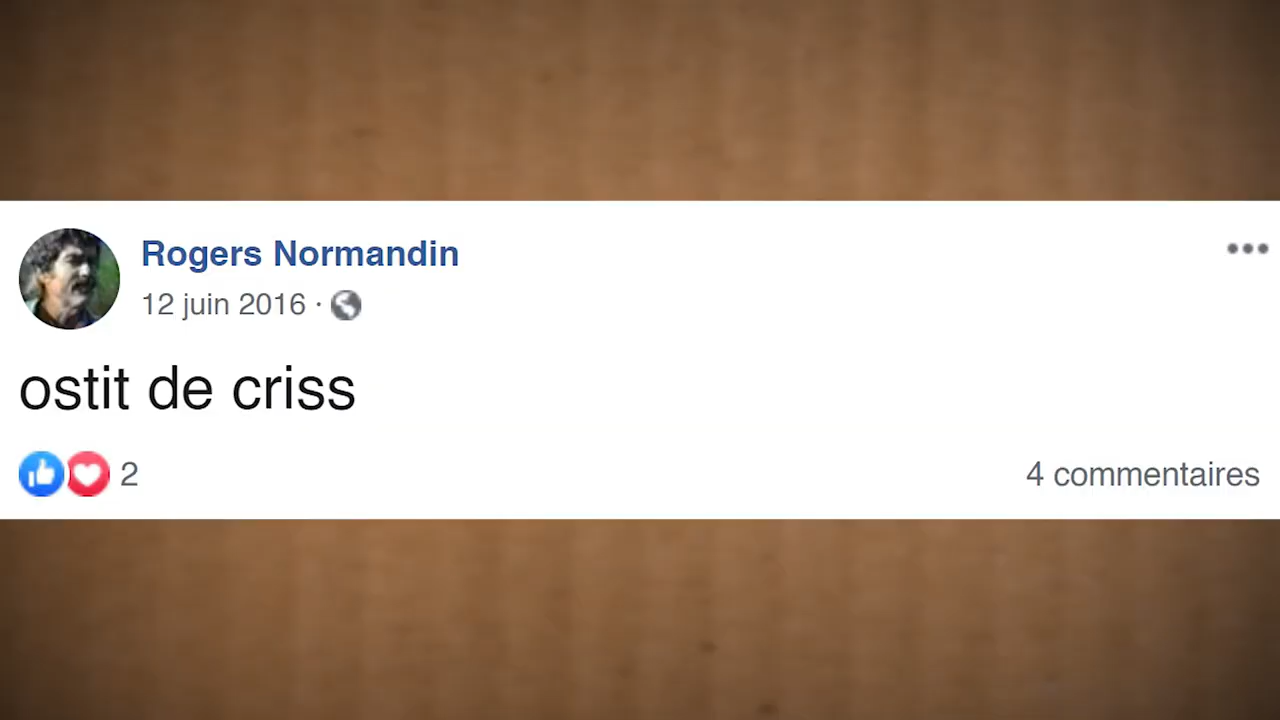 Rogers Normandin
12 juin 2016 ·
ostit de criss
2
4 commentaires